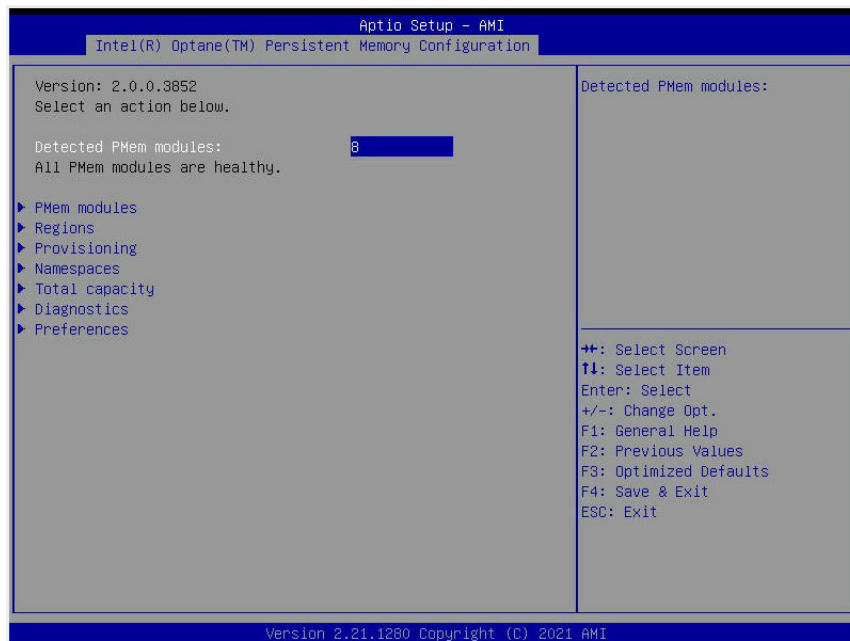 Aptio Setup - AMI
Intel(R) Optane(TM) Persistent Memory Configuration
Version: 2.0.0.3852
Select an action below.
Detected PMem modules: 8
All PMem modules are healthy.
PMem modules
Regions
Provisioning
Namespaces
Total capacity
Diagnostics
Preferences
Detected PMem modules:
→←: Select Screen
↑↓: Select Item
Enter: Select
+/-: Change Opt.
F1: General Help
F2: Previous Values
F3: Optimized Defaults
F4: Save & Exit
ESC: Exit
Version 2.21.1280 Copyright (C) 2021 AMI